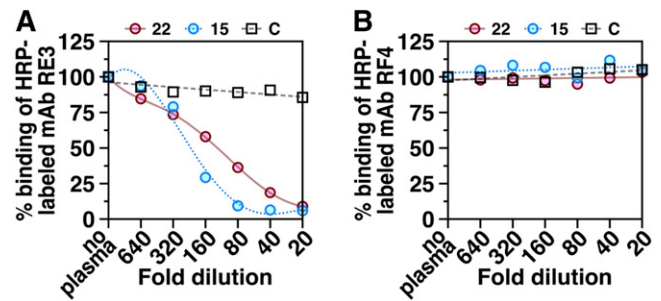 A
22 15 C
% binding of HRP-
labeled mAb RE3
125
100
75
50
25
0
no
plasma
640
320
160
80
40
20
Fold dilution
B
22 15 C
% binding of HRP-
labeled mAb RF4
125
100
75
50
25
0
no
plasma
640
320
160
80
40
20
Fold dilution